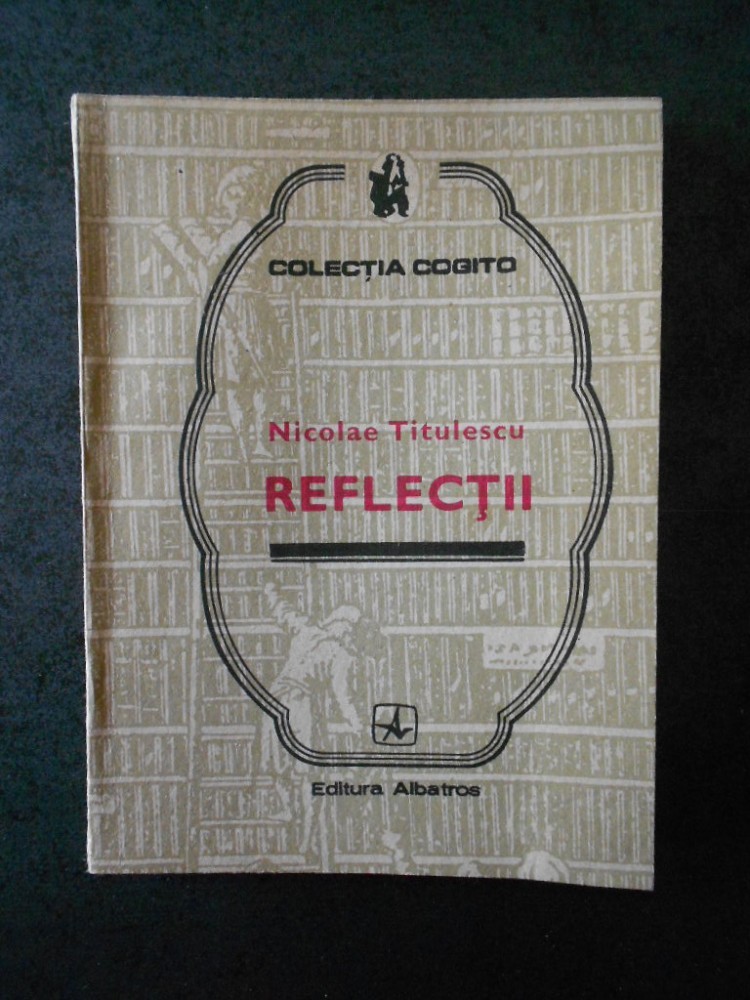 COLECȚIA COGITO
Nicolae Titulescu
REFLECȚII
Editura Albatros